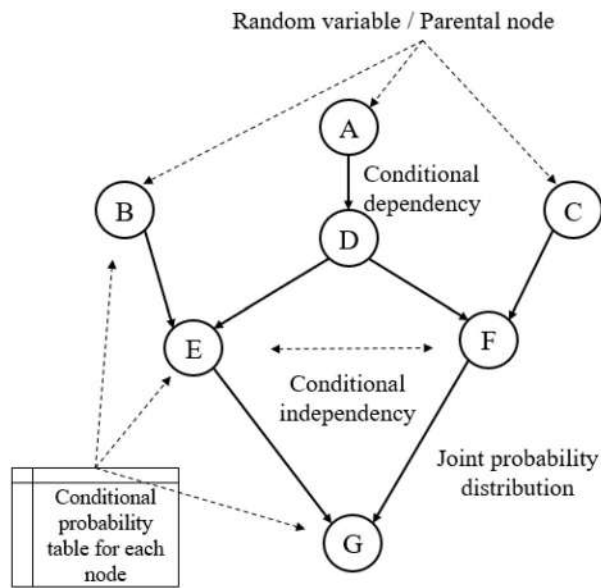 Random variable / Parental node
A
Conditional
dependency
B
C
D
E
F
Conditional
independency
Joint probability
distribution
Conditional
probability
table for each
node
G